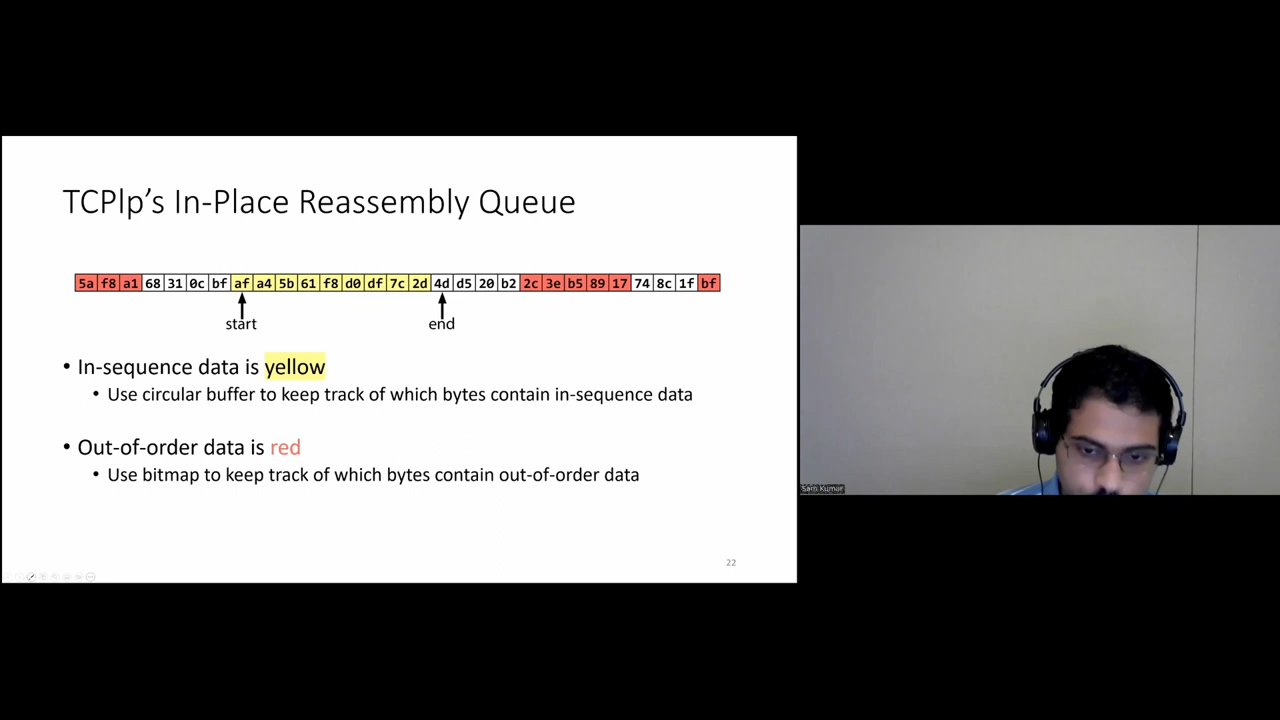 TCPlp’s In-Place Reassembly Queue
5a f8 a1 68 31 0c bf af a4 5b 61 f8 d0 df 7c 2d 4d d5 20 b2 2c 3e b5 89 17 74 8c 1f bf
start end
• In-sequence data is yellow
• Use circular buffer to keep track of which bytes contain in-sequence data
• Out-of-order data is red
• Use bitmap to keep track of which bytes contain out-of-order data
22
Sam Kumar